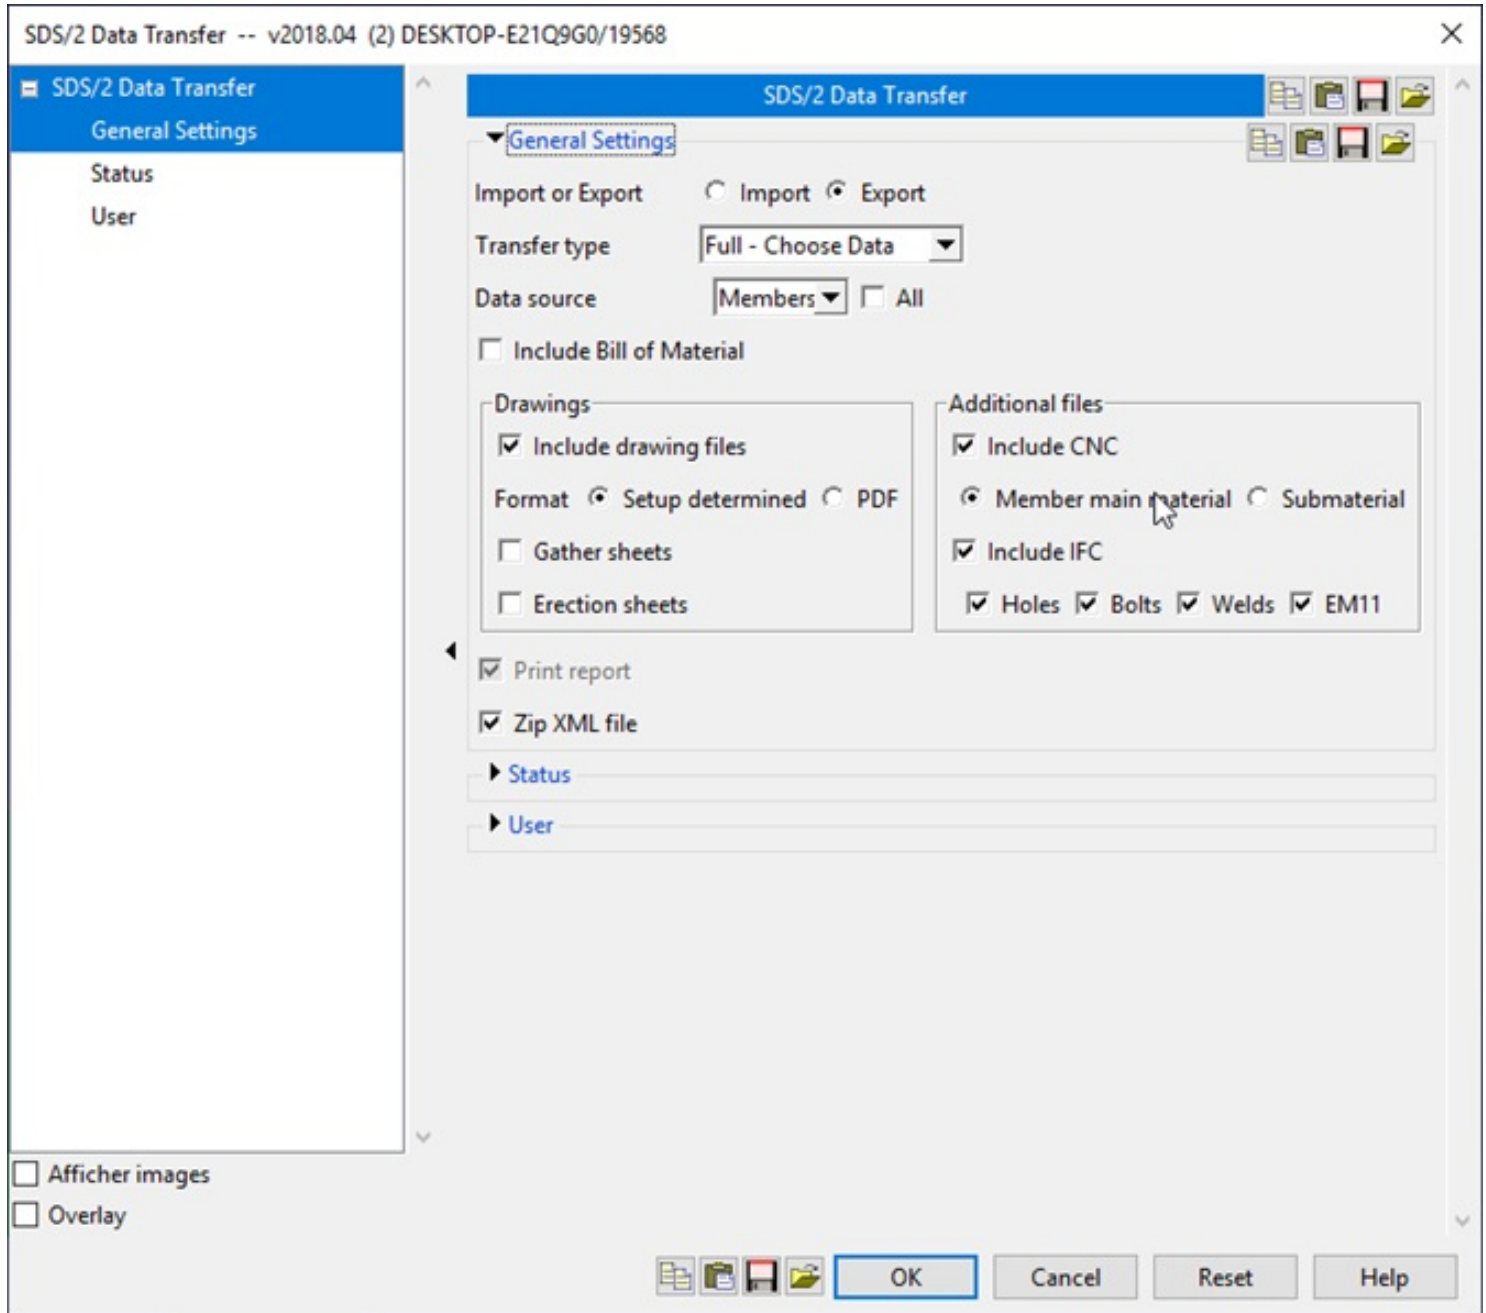 SDS/2 Data Transfer -- v2018.04 (2) DESKTOP-E21Q9G0/19568
SDS/2 Data Transfer
General Settings
Status
User
SDS/2 Data Transfer
General Settings
Import or Export Import Export
Transfer type Full - Choose Data
Data source Members All
Include Bill of Material
Drawings
Include drawing files
Format Setup determined PDF
Gather sheets
Erection sheets
Additional files
Include CNC
Member main material Submaterial
Include IFC
Holes Bolts Welds EM11
Print report
Zip XML file
Status
User
Afficher images
Overlay
OK Cancel Reset Help